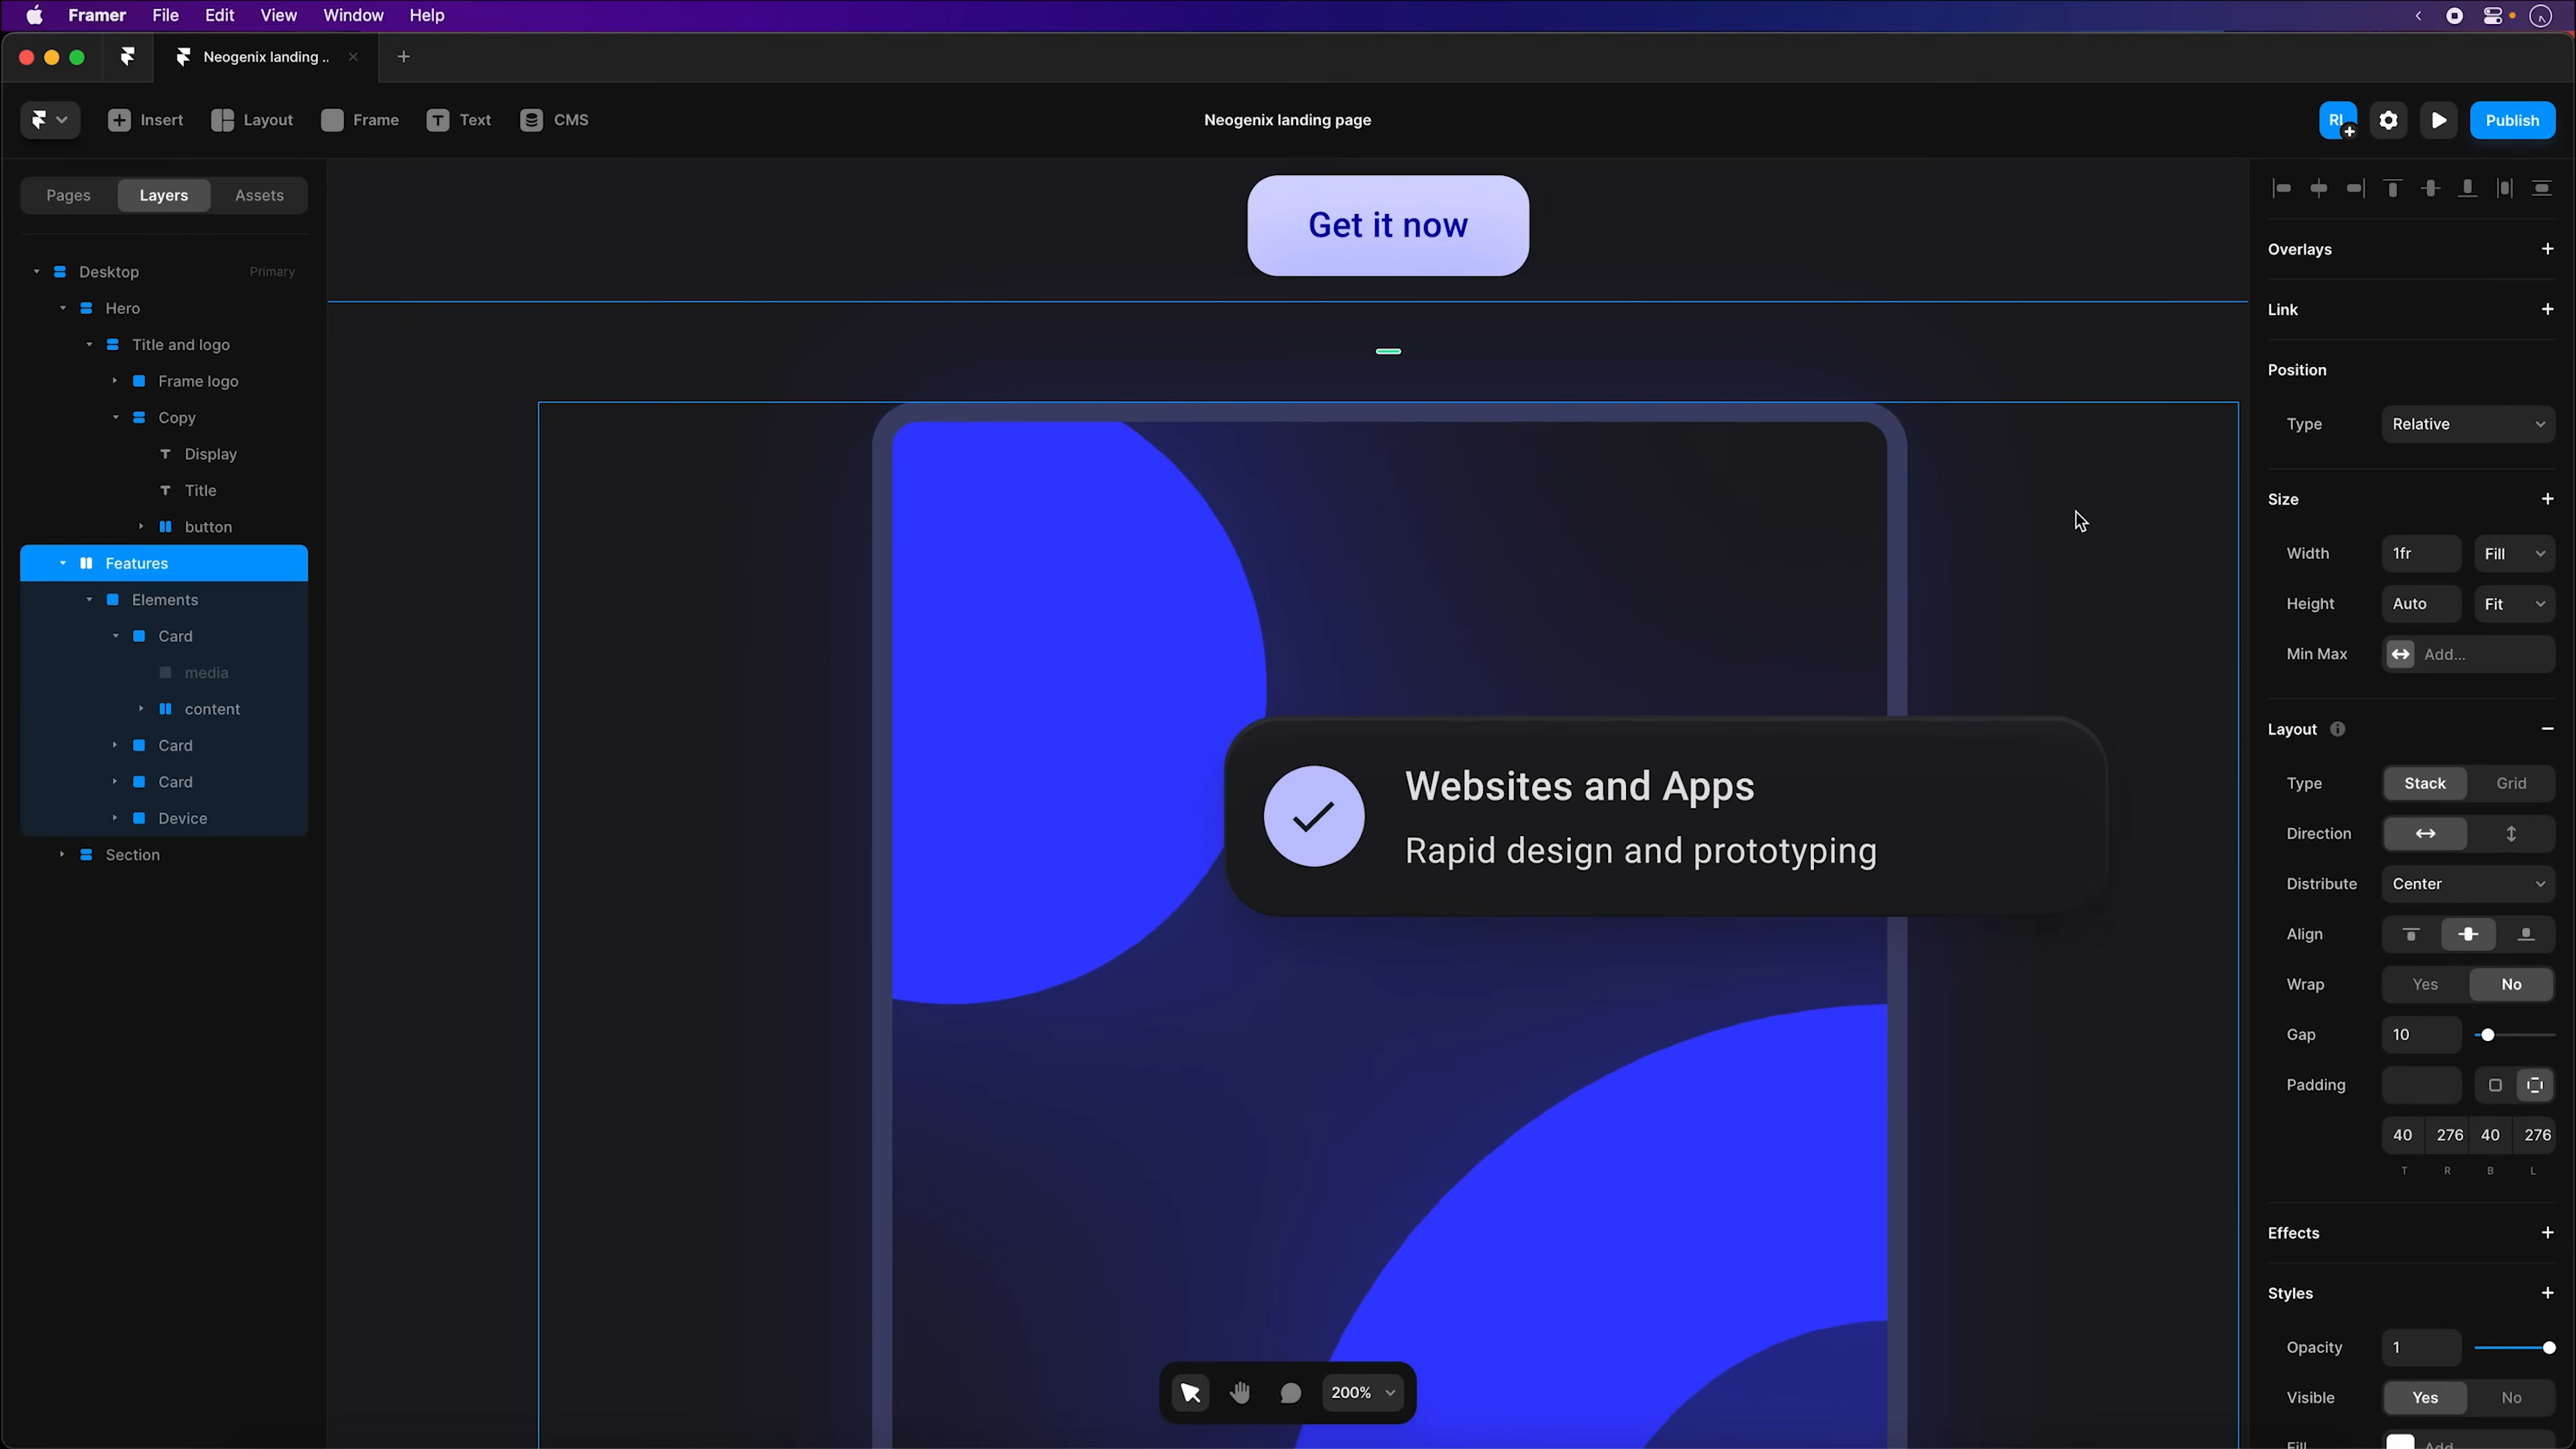 Framer File Edit View Window Help
Neogenix landing ..
Insert Layout Frame Text CMS
Neogenix landing page
RI
Publish
Pages Layers Assets
Desktop Primary
Hero
Title and logo
Frame logo
Copy
Display
Title
button
Features
Elements
Card
media
content
Card
Card
Device
Section
Get it now
Websites and Apps
Rapid design and prototyping
200%
Overlays
Link
Position
Type Relative
Size
Width 1fr Fill
Height Auto Fit
Min Max Add...
Layout
Type Stack Grid
Direction
Distribute Center
Align
Wrap Yes No
Gap 10
Padding
40 276 40 276
T R B L
Effects
Styles
Opacity 1
Visible Yes No
Fill Add